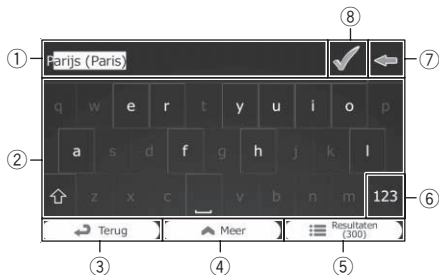 ⑧
① Parijs (Paris) ⑦
② q w e r t y u i o p
a s d f g h j k l
z x c v b n m 123 ⑥
Terug Meer Resultaten
(300)
③ ④ ⑤